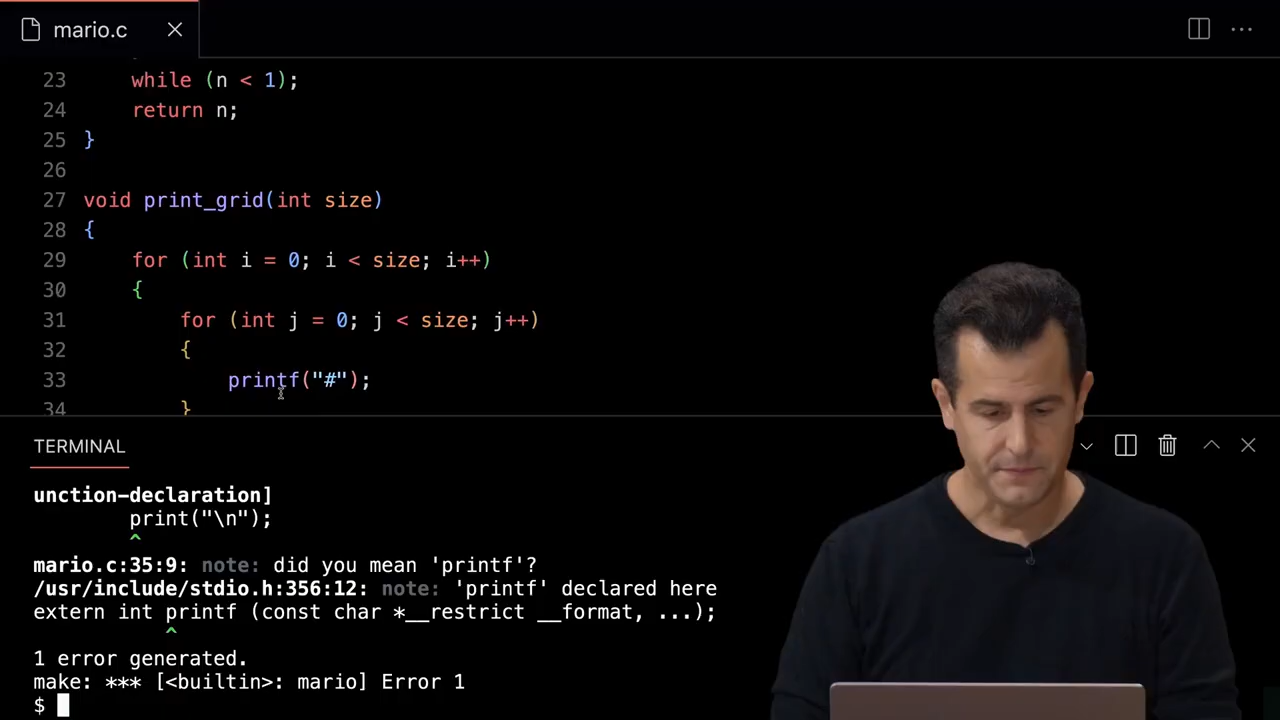 mario.c
23 while (n < 1);
24 return n;
25 }
26
27 void print_grid(int size)
28 {
29 for (int i = 0; i < size; i++)
30 {
31 for (int j = 0; j < size; j++)
32 {
33 printf("#");
34 }
TERMINAL
unction-declaration]
print("\n");
^
mario.c:35:9: note: did you mean 'printf'?
/usr/include/stdio.h:356:12: note: 'printf' declared here
extern int printf (const char *__restrict __format, ...);
^
1 error generated.
make: *** [<builtin>: mario] Error 1
$